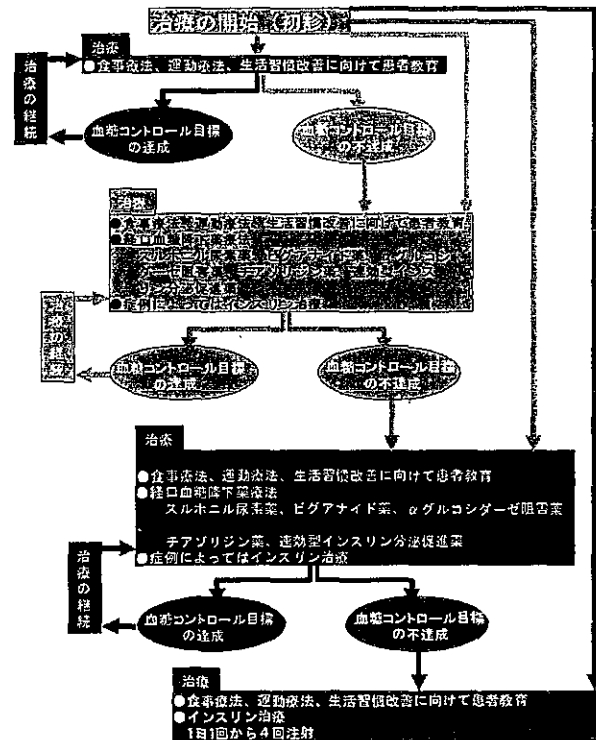 治療の開始(初診)
治療
●食事療法、運動療法、生活習慣改善に向けて患者教育
治療の継続
血糖コントロール目標
の達成
血糖コントロール目標
の不達成
治療
●食事療法、運動療法、生活習慣改善に向けて患者教育
●経口血糖降下薬療法
スルホニル尿素薬、ビグアナイド薬、αグルコシダ
ーゼ阻害薬、チアゾリジン薬、速効型インス
リン分泌促進薬
●症例によってはインスリン治療
治療の継続
血糖コントロール目標
の達成
血糖コントロール目標
の不達成
治療
●食事療法、運動療法、生活習慣改善に向けて患者教育
●経口血糖降下薬療法
スルホニル尿素薬、ビグアナイド薬、αグルコシダーゼ阻害薬
チアゾリジン薬、速効型インスリン分泌促進薬
●症例によってはインスリン治療
治療の継続
血糖コントロール目標
の達成
血糖コントロール目標
の不達成
治療
●食事療法、運動療法、生活習慣改善に向けて患者教育
●インスリン治療
1日1回から4回注射